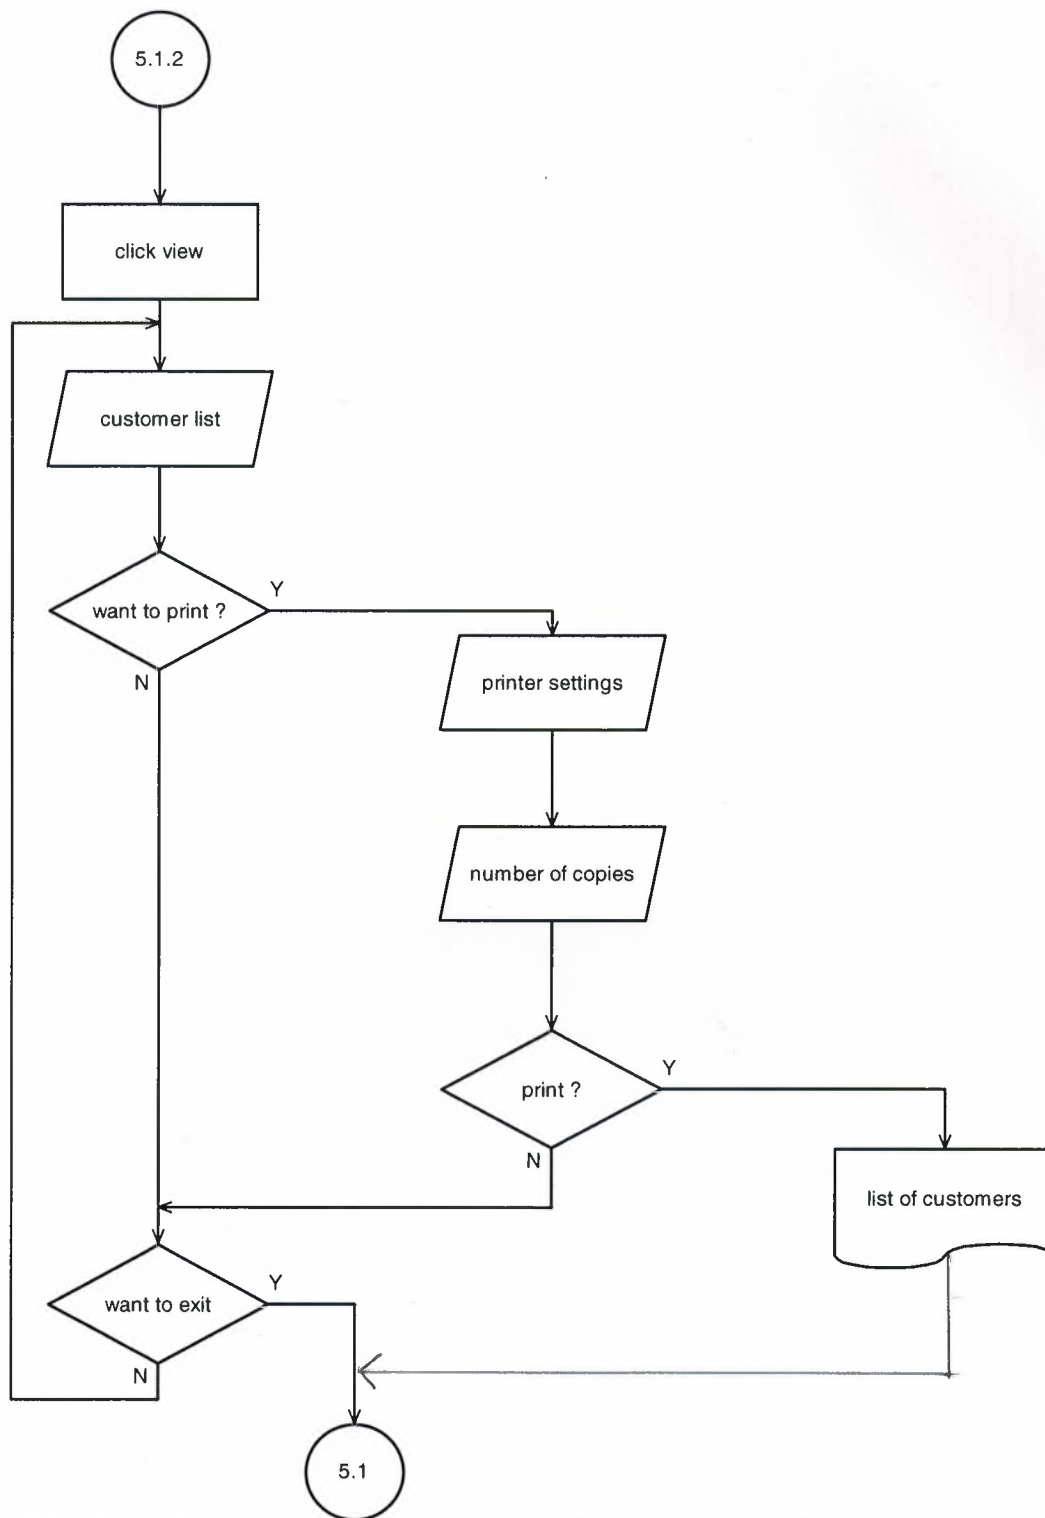 5.1.2
click view
customer list
want to print ?
Y
N
printer settings
number of copies
print ?
Y
N
list of customers
want to exit
Y
N
5.1